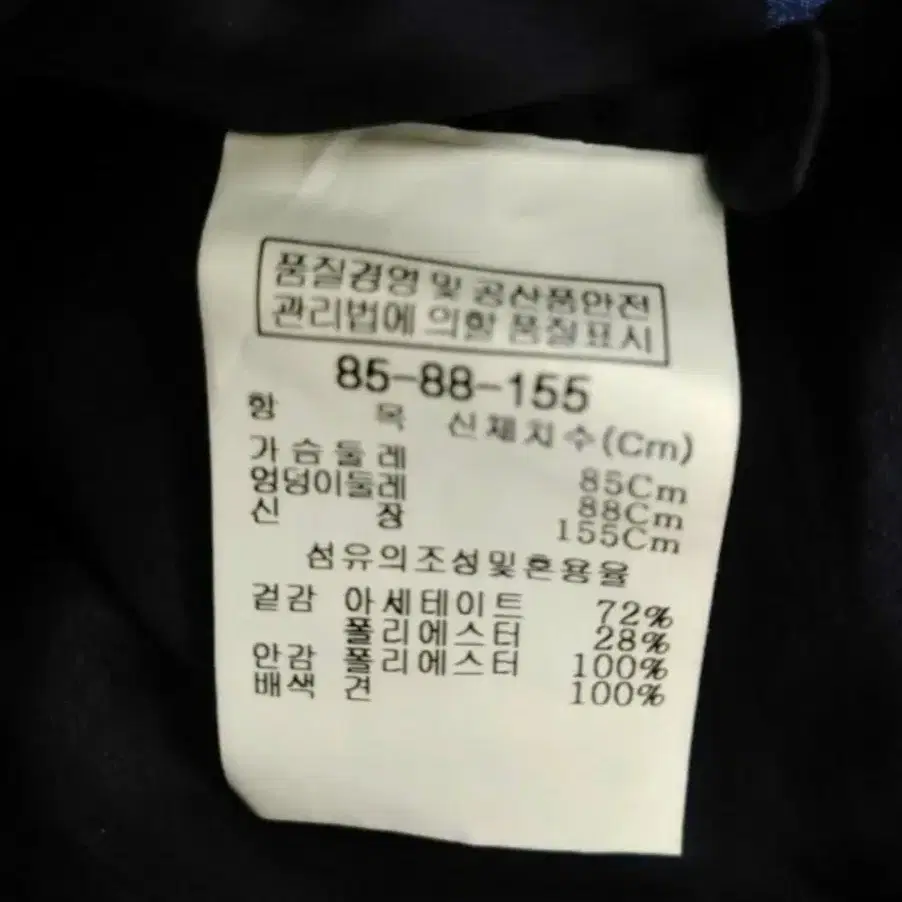 품질경영 및 공산품안전
관리법에 의할 품질표시
85-88-155
항 목 신체치수(Cm)
가슴둘레 85Cm
엉덩이둘레 88Cm
신 장 155Cm
섬유의조성및혼용율
겉감 아세테이트 72%
폴리에스터 28%
안감 폴리에스터 100%
배색 견 100%